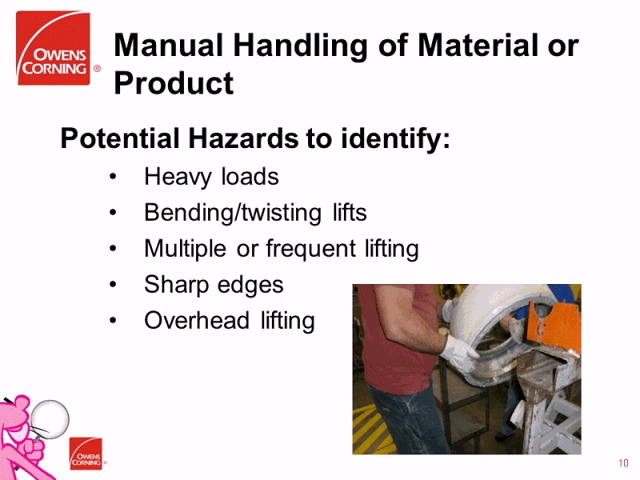 OWENS
CORNING
®
Manual Handling of Material or
Product
Potential Hazards to identify:
• Heavy loads
• Bending/twisting lifts
• Multiple or frequent lifting
• Sharp edges
• Overhead lifting
OWENS
CORNING
10